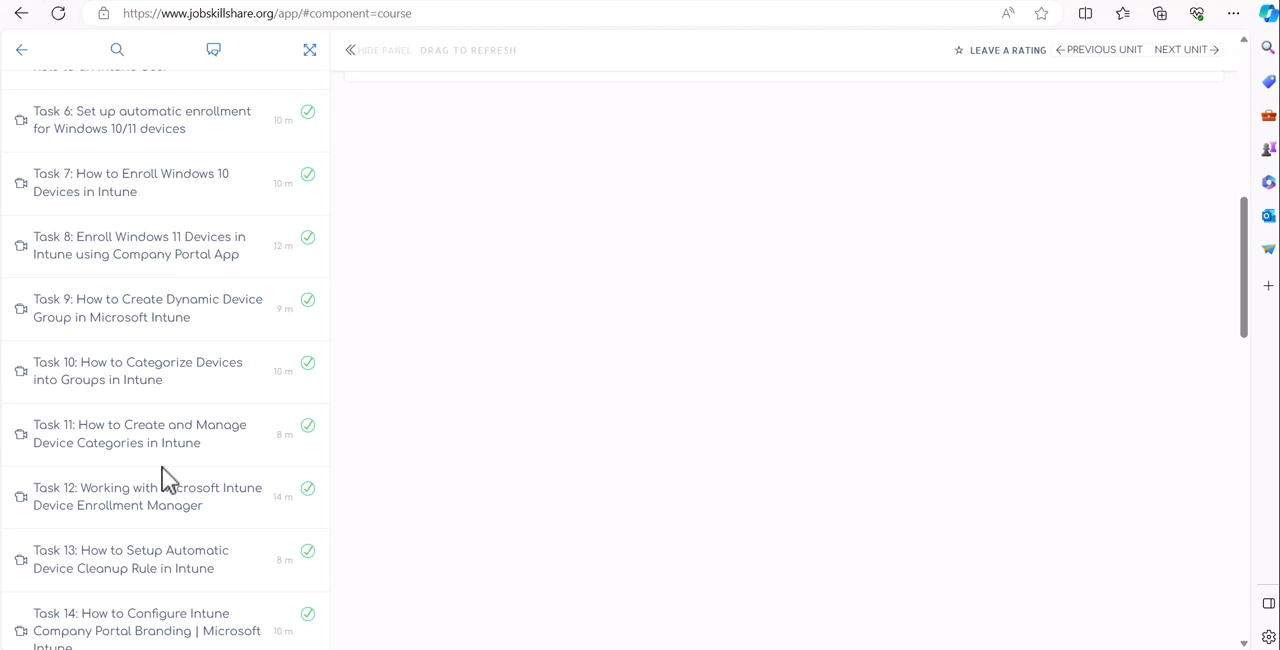 https://www.jobskillshare.org/app/#component=course
HIDE PANEL DRAG TO REFRESH
LEAVE A RATING
PREVIOUS UNIT
NEXT UNIT
Task 6: Set up automatic enrollment
for Windows 10/11 devices
10 m
Task 7: How to Enroll Windows 10
Devices in Intune
10 m
Task 8: Enroll Windows 11 Devices in
Intune using Company Portal App
12 m
Task 9: How to Create Dynamic Device
Group in Microsoft Intune
9 m
Task 10: How to Categorize Devices
into Groups in Intune
10 m
Task 11: How to Create and Manage
Device Categories in Intune
8 m
Task 12: Working with Microsoft Intune
Device Enrollment Manager
14 m
Task 13: How to Setup Automatic
Device Cleanup Rule in Intune
8 m
Task 14: How to Configure Intune
Company Portal Branding | Microsoft
Intune
10 m